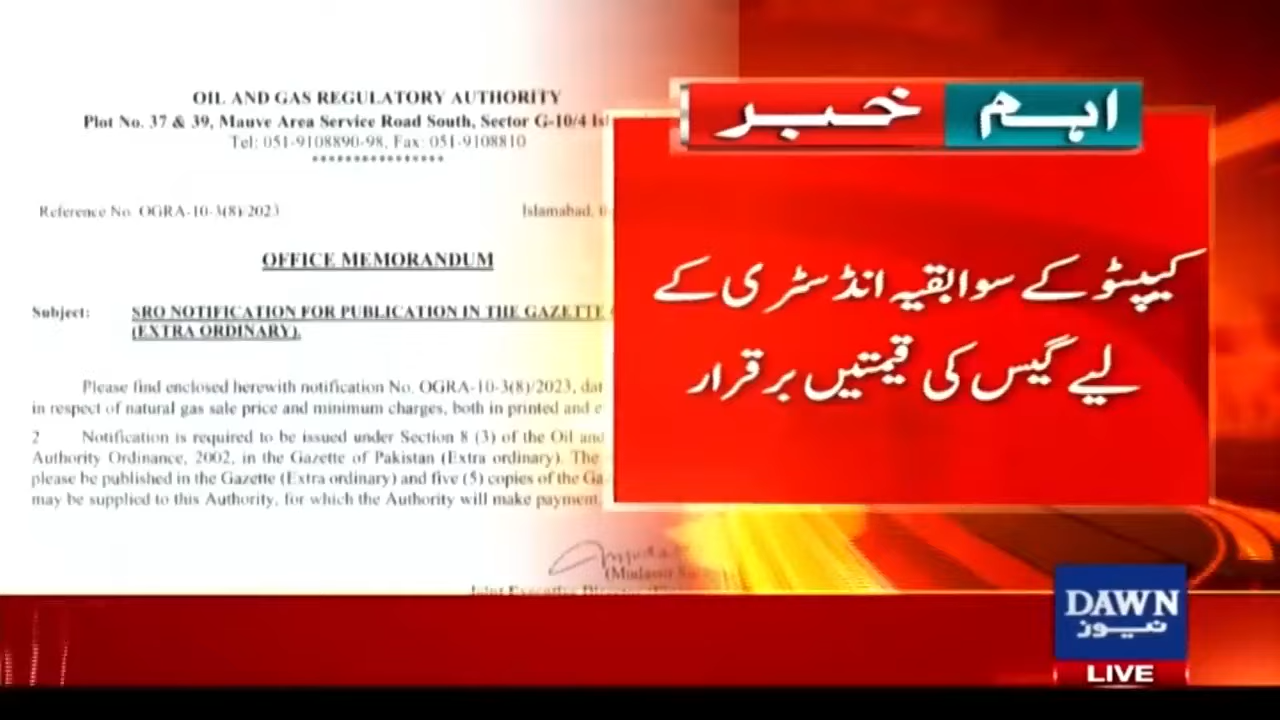 OIL AND GAS REGULATORY AUTHORITY
Plot No. 37 & 39, Mauve Area Service Road South, Sector G-10/4
Tel: 051-9108890-98, Fax: 051-9108810
****************
Reference No. OGRA-10-3(8)/2023
Islamabad,
OFFICE MEMORANDUM
Subject: SRO NOTIFICATION FOR PUBLICATION IN THE GAZETTE
(EXTRA ORDINARY).
Please find enclosed herewith notification No. OGRA-10-3(8)/2023,
in respect of natural gas sale price and minimum charges, both in printed and
2 Notification is required to be issued under Section 8 (3) of the Oil and
Authority Ordinance, 2002, in the Gazette of Pakistan (Extra ordinary). The
please be published in the Gazette (Extra ordinary) and five (5) copies of the
may be supplied to this Authority, for which the Authority will make payment.
Joint Executive
اہم خبر
کیپٹو کے سوا بقیہ انڈسٹری کے
لیے گیس کی قیمتیں برقرار
DAWN
نیوز
LIVE